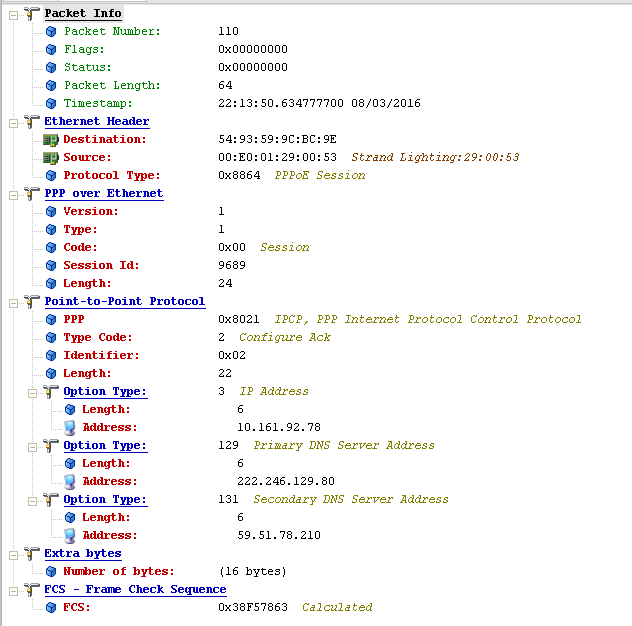 Packet Info
Packet Number: 110
Flags: 0x00000000
Status: 0x00000000
Packet Length: 64
Timestamp: 22:13:50.634777700 08/03/2016
Ethernet Header
Destination: 54:93:59:9C:BC:9E
Source: 00:E0:01:29:00:53 Strand Lighting:29:00:53
Protocol Type: 0x8864 PPPoE Session
PPP over Ethernet
Version: 1
Type: 1
Code: 0x00 Session
Session Id: 9689
Length: 24
Point-to-Point Protocol
PPP 0x8021 IPCP, PPP Internet Protocol Control Protocol
Type Code: 2 Configure Ack
Identifier: 0x02
Length: 22
Option Type: 3 IP Address
Length: 6
Address: 10.161.92.78
Option Type: 129 Primary DNS Server Address
Length: 6
Address: 222.246.129.80
Option Type: 131 Secondary DNS Server Address
Length: 6
Address: 59.51.78.210
Extra bytes
Number of bytes: (16 bytes)
FCS - Frame Check Sequence
FCS: 0x38F57863 Calculated